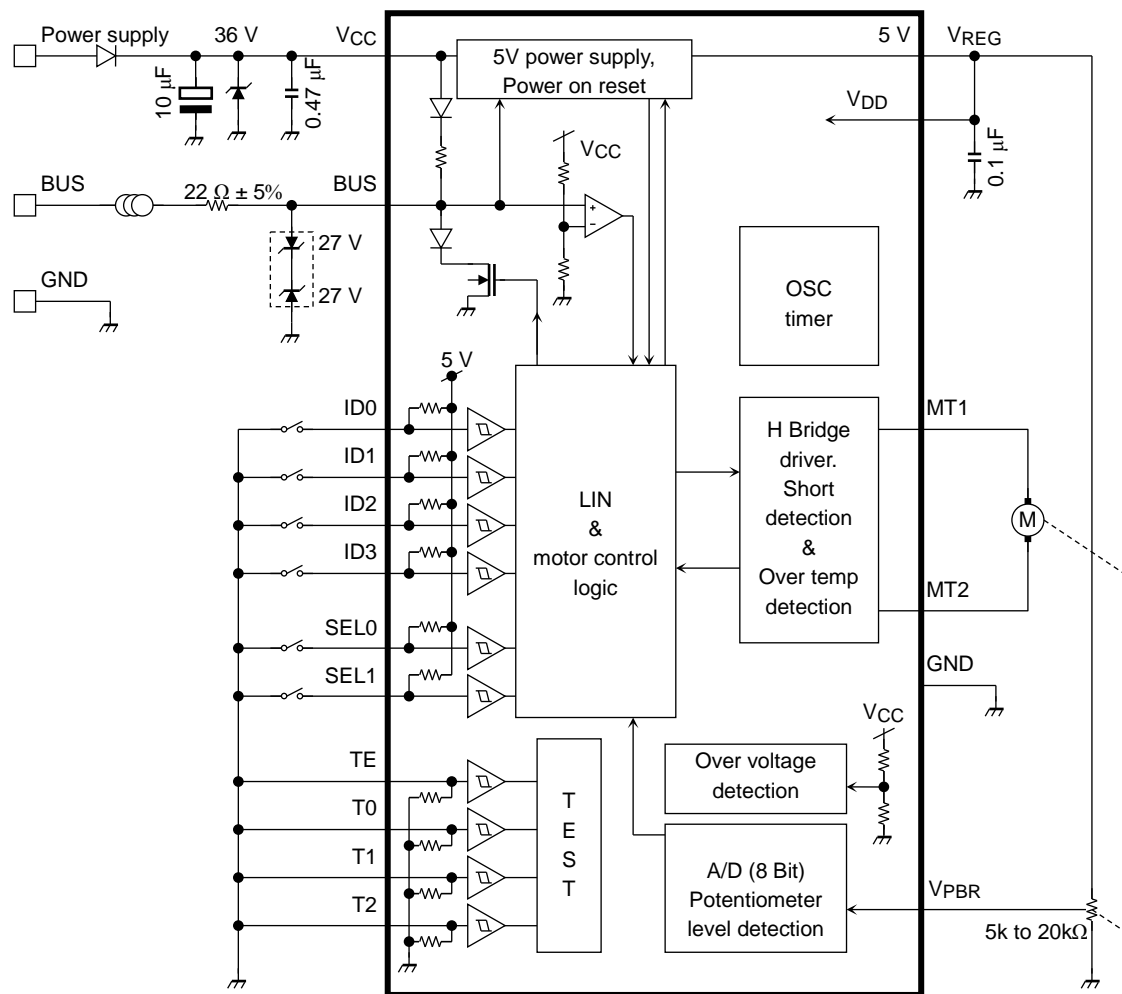 Power supply
36 V
VCC
5V power supply,
Power on reset
5 V
VREG
10 μF
0.47 μF
VDD
0.1 μF
VCC
BUS
22 Ω ± 5%
BUS
27 V
27 V
GND
OSC
timer
5 V
ID0
ID1
ID2
ID3
SEL0
SEL1
LIN
&
motor control
logic
H Bridge
driver.
Short
detection
&
Over temp
detection
MT1
M
MT2
GND
VCC
Over voltage
detection
TE
T0
T1
T2
T
E
S
T
A/D (8 Bit)
Potentiometer
level detection
VPBR
5k to 20kΩ